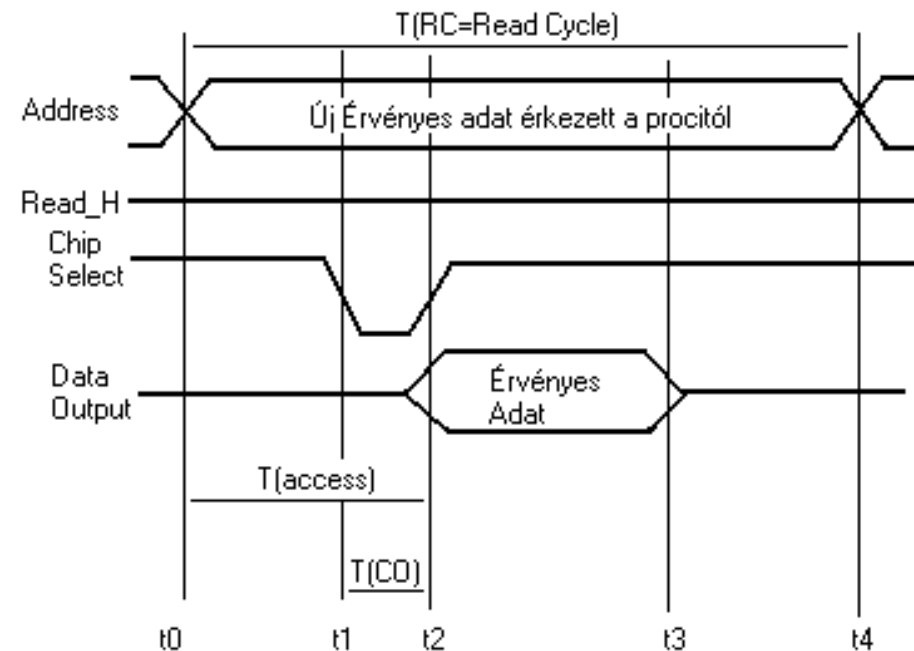 T(RC=Read Cycle)
Address
Új Érvényes adat érkezett a procitól
Read_H
Chip
Select
Data
Output
Érvényes
Adat
T(access)
T(CO)
t0 t1 t2 t3 t4